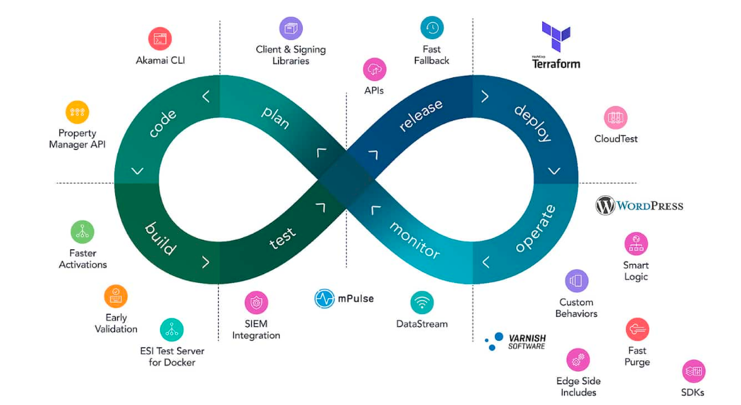 Akamai CLI
Client & Signing
Libraries
APIs
Fast
Fallback
HashiCorp
Terraform
Property
Manager API
code
plan
release
deploy
CloudTest
build
test
monitor
operate
WORDPRESS
Faster
Activations
Smart
Logic
Early
Validation
SIEM
Integration
mPulse
DataStream
Custom
Behaviors
ESI Test Server
for Docker
VARNISH
SOFTWARE
Fast
Purge
Edge Side
Includes
SDKs